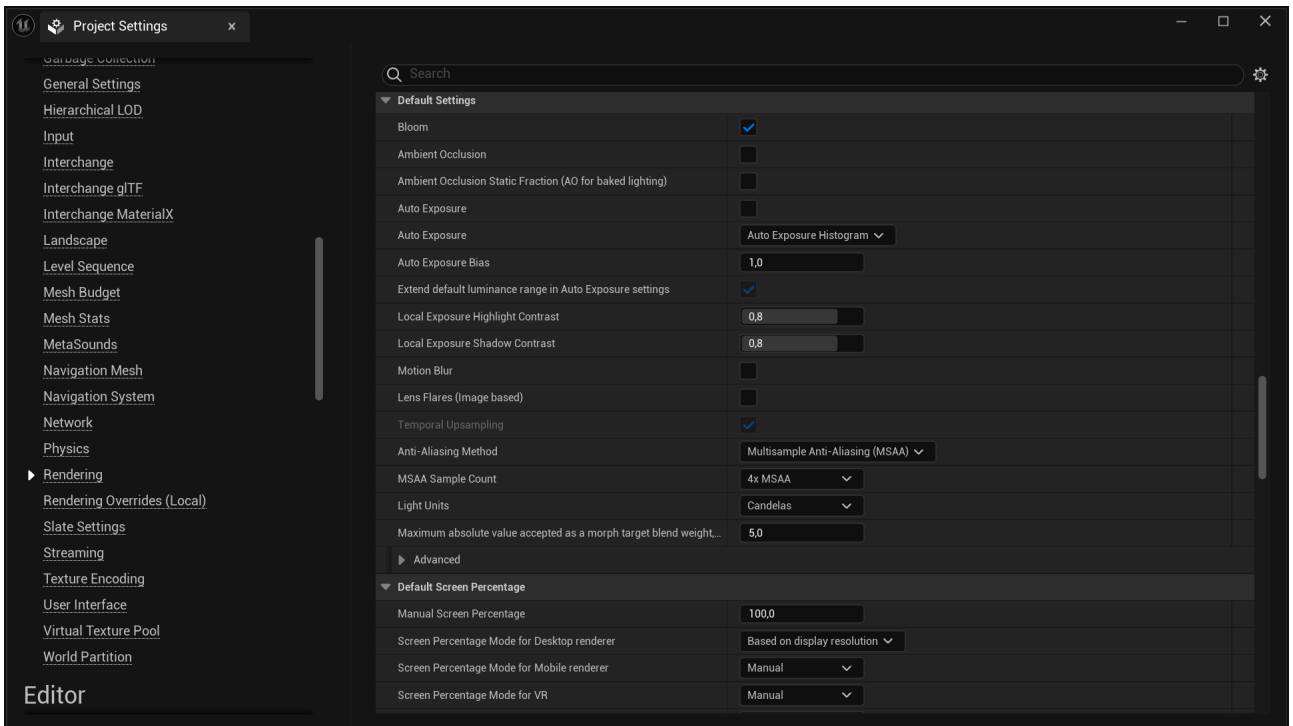 Project Settings
Garbage Collection
General Settings
Hierarchical LOD
Input
Interchange
Interchange glTF
Interchange MaterialX
Landscape
Level Sequence
Mesh Budget
Mesh Stats
MetaSounds
Navigation Mesh
Navigation System
Network
Physics
Rendering
Rendering Overrides (Local)
Slate Settings
Streaming
Texture Encoding
User Interface
Virtual Texture Pool
World Partition
Editor
Search
Default Settings
Bloom
Ambient Occlusion
Ambient Occlusion Static Fraction (AO for baked lighting)
Auto Exposure
Auto Exposure Auto Exposure Histogram
Auto Exposure Bias 1,0
Extend default luminance range in Auto Exposure settings
Local Exposure Highlight Contrast 0,8
Local Exposure Shadow Contrast 0,8
Motion Blur
Lens Flares (Image based)
Temporal Upsampling
Anti-Aliasing Method Multisample Anti-Aliasing (MSAA)
MSAA Sample Count 4x MSAA
Light Units Candelas
Maximum absolute value accepted as a morph target blend weight,... 5,0
Advanced
Default Screen Percentage
Manual Screen Percentage 100,0
Screen Percentage Mode for Desktop renderer Based on display resolution
Screen Percentage Mode for Mobile renderer Manual
Screen Percentage Mode for VR Manual